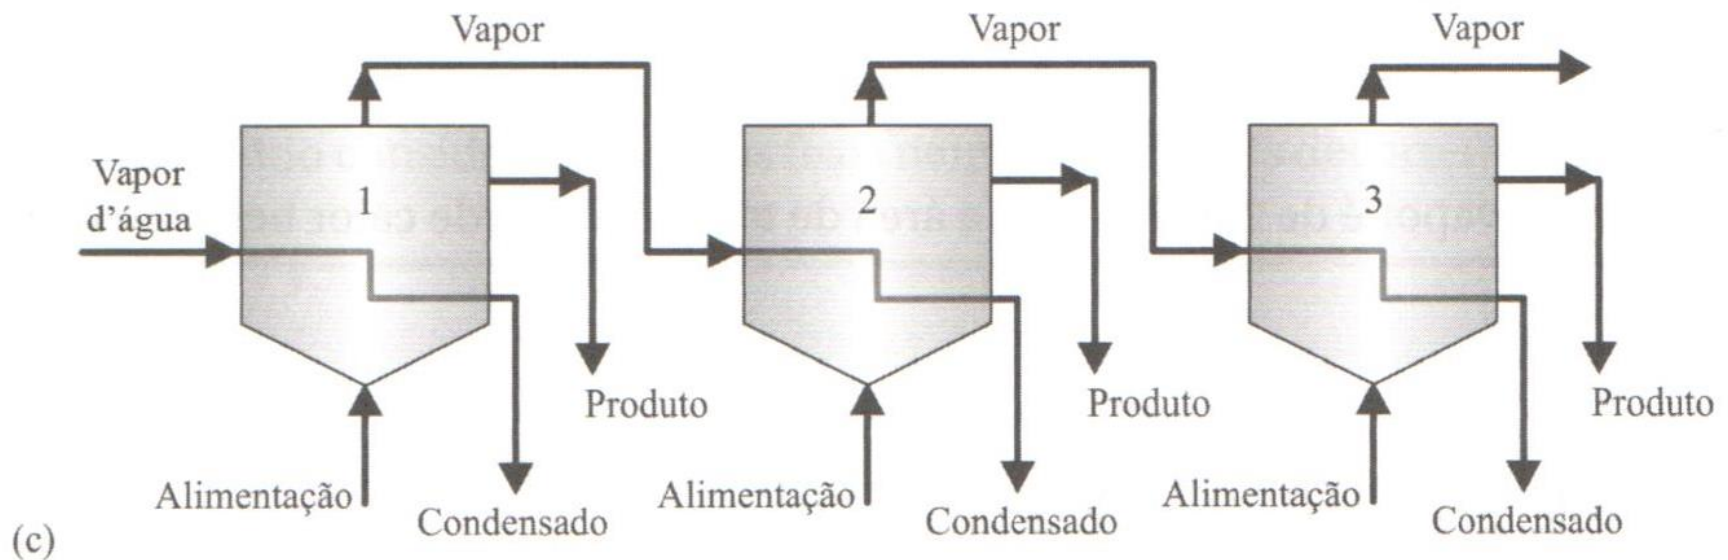 Vapor
Vapor
Vapor
Vapor
d'água
1
2
3
Produto
Produto
Produto
Alimentação
Alimentação
Alimentação
Condensado
Condensado
Condensado
(c)